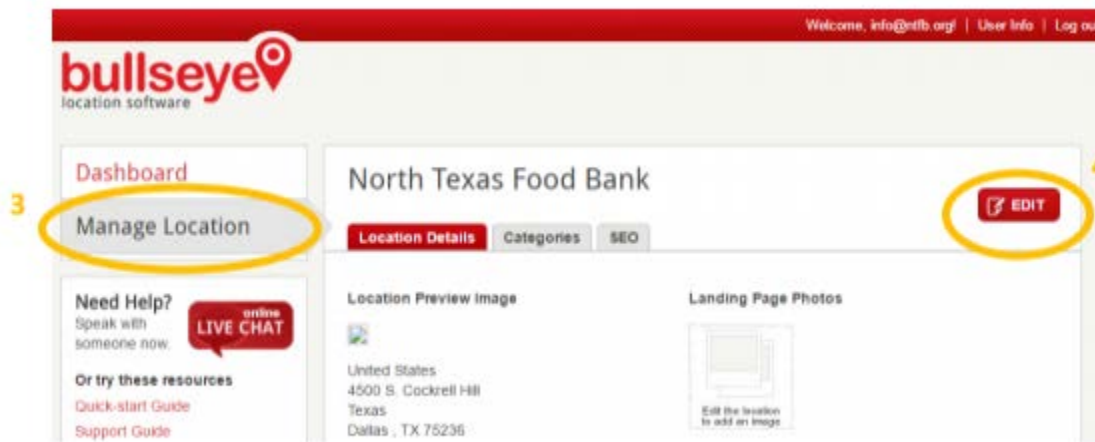 Welcome, info@ntfb.org! | User Info | Log ou
bullseye
location software
Dashboard
3
Manage Location
North Texas Food Bank
EDIT
Location Details Categories SEO
Need Help?
Speak with
someone now.
online
LIVE CHAT
Or try these resources
Quick-start Guide
Support Guide
Location Preview Image
United States
4500 S. Cockrell Hill
Texas
Dallas , TX 75236
Landing Page Photos
Edit the location
to add an image